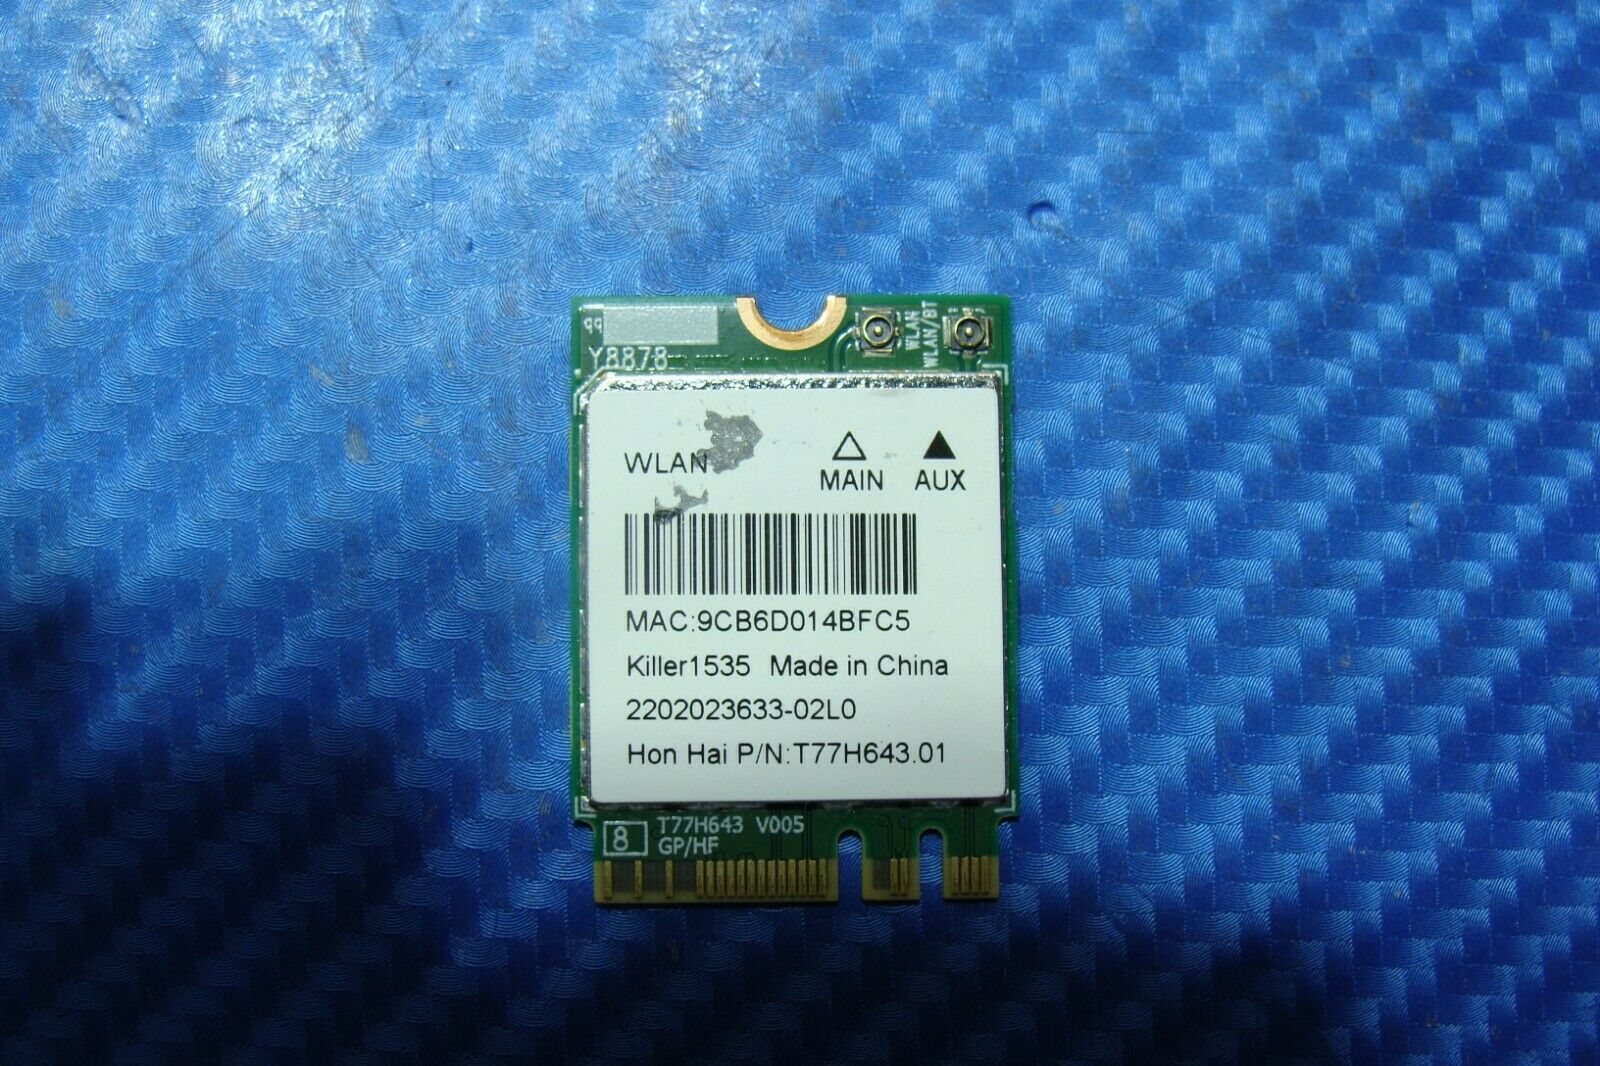 qq
Y8878
WLAN
WLAN/BT
WLAN
MAIN AUX
MAC:9CB6D014BFC5
Killer1535 Made in China
2202023633-02L0
Hon Hai P/N:T77H643.01
8
T77H643 V005
GP/HF